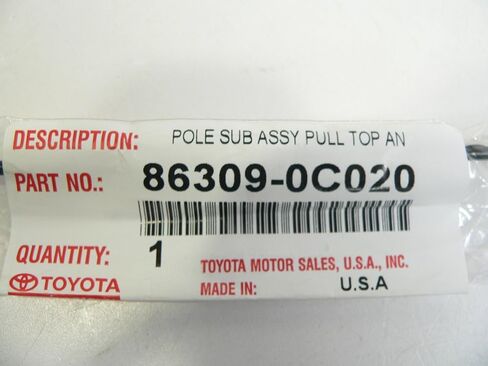 DESCRIPTION: POLE SUB ASSY PULL TOP AN
PART NO.: 86309-0C020
QUANTITY: 1 TOYOTA MOTOR SALES, U.S.A., INC.
TOYOTA MADE IN: U.S.A